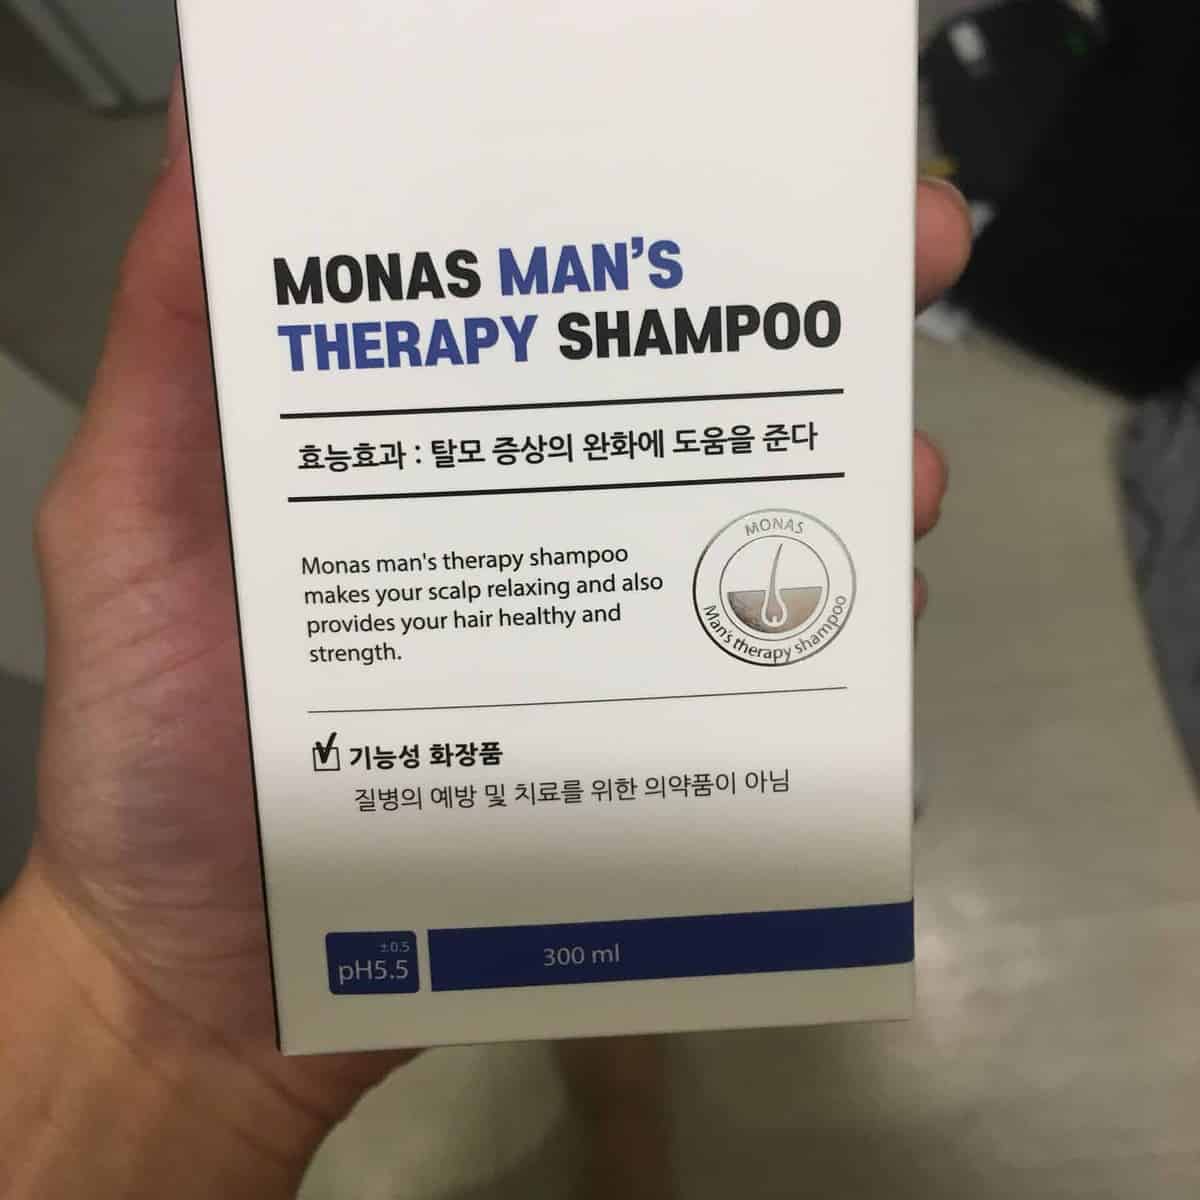 MONAS MAN'S
THERAPY SHAMPOO
효능효과 : 탈모 증상의 완화에 도움을 준다
Monas man's therapy shampoo
makes your scalp relaxing and also
provides your hair healthy and
strength.
MONAS
Man's therapy shampoo
기능성 화장품
질병의 예방 및 치료를 위한 의약품이 아님
±0.5
pH5.5
300 ml